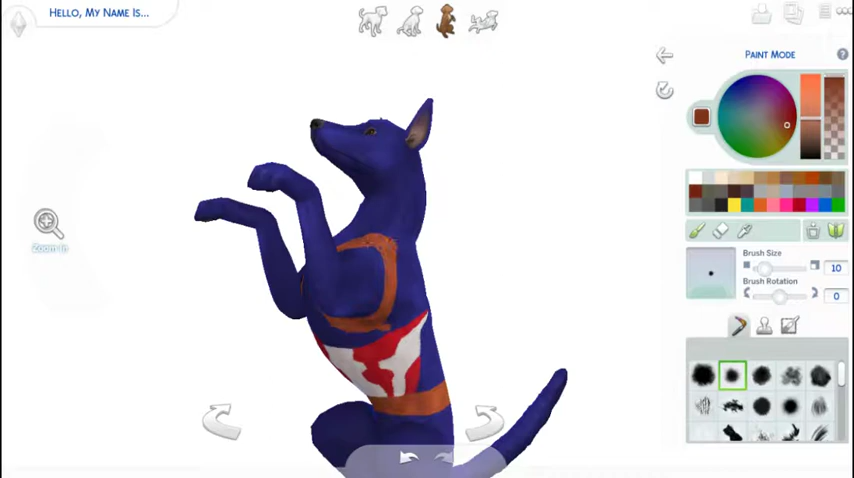 HELLO, MY NAME IS...
PAINT MODE
?
Zoom In
Brush Size
10
Brush Rotation
0